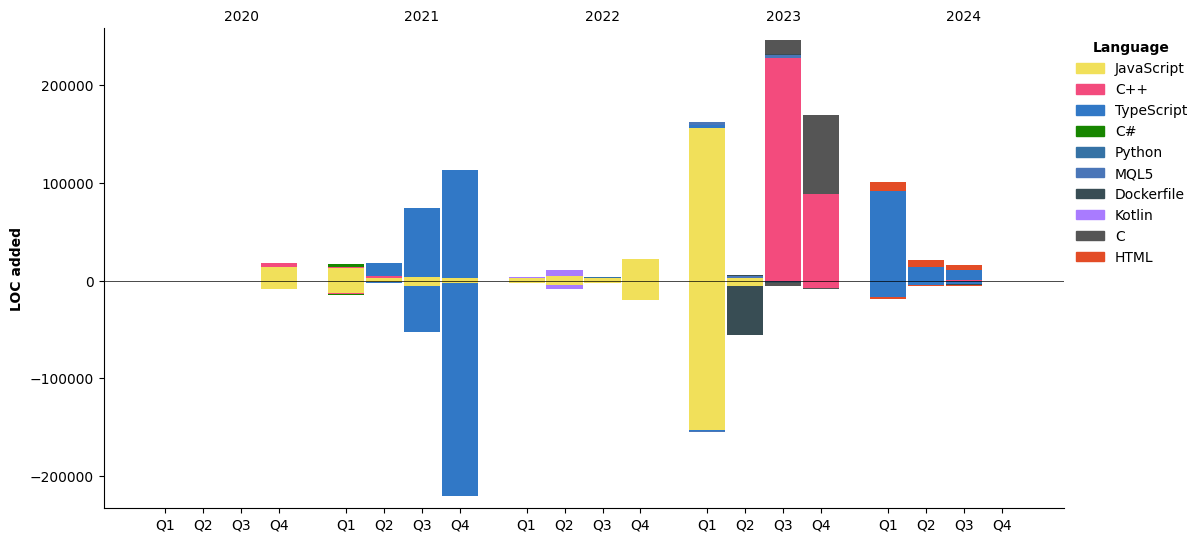 2020 2021 2022 2023 2024
Language
JavaScript
C++
TypeScript
C#
Python
MQL5
Dockerfile
Kotlin
C
HTML
LOC added
200000
100000
0
−100000
−200000
Q1 Q2 Q3 Q4 Q1 Q2 Q3 Q4 Q1 Q2 Q3 Q4 Q1 Q2 Q3 Q4 Q1 Q2 Q3 Q4